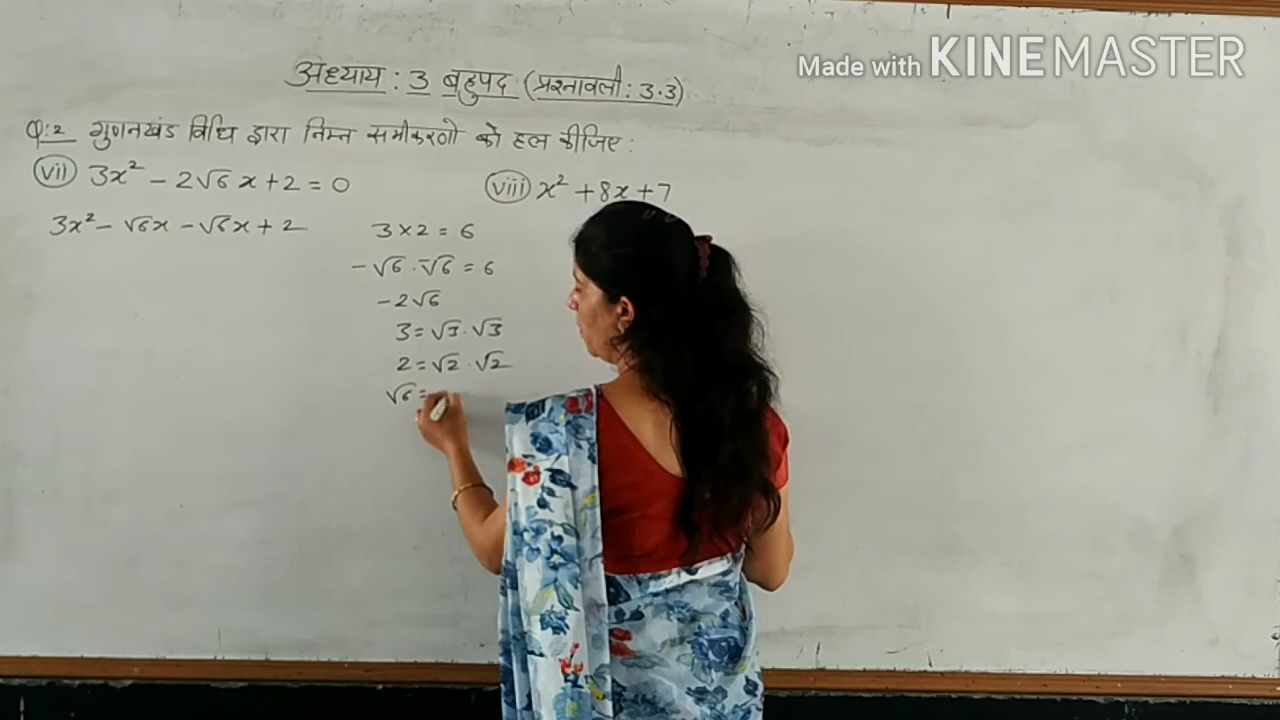 Made with KINEMASTER
अध्याय : 3 बहुपद (प्रश्नावली : 3.3)
Q:2 गुणनखंड विधि द्वारा निम्न समीकरणो को हल कीजिए :
(vii) 3x² - 2√6 x + 2 = 0
(viii) x² + 8x + 7
3x² - √6x - √6x + 2
3 × 2 = 6
-√6 . -√6 = 6
-2√6
3 = √3 . √3
2 = √2 . √2
√6 =